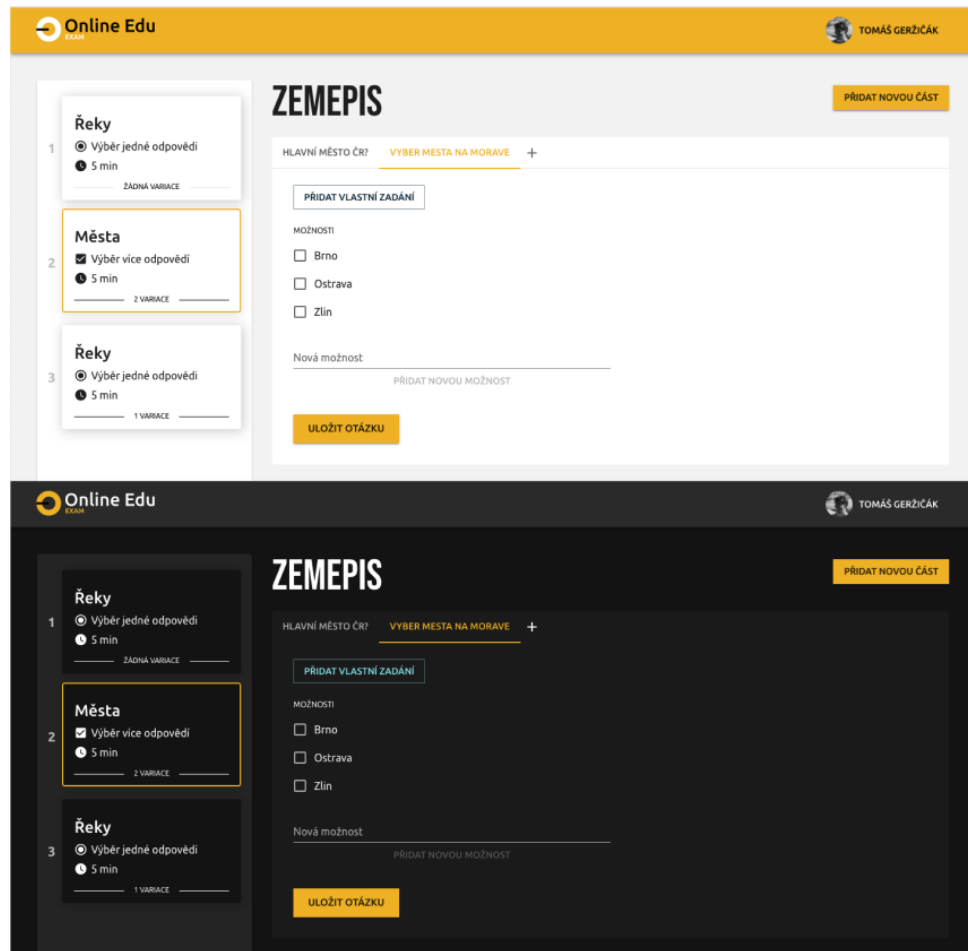 Online Edu
EXAM
TOMÁŠ GERŽIČÁK
ZEMEPIS
PŘIDAT NOVOU ČÁST
1
Řeky
Výběr jedné odpovědí
5 min
ŽÁDNÁ VARIACE
2
Města
Výběr více odpovědí
5 min
2 VARIACE
3
Řeky
Výběr jedné odpovědí
5 min
1 VARIACE
HLAVNÍ MĚSTO ČR?
VYBER MESTA NA MORAVE
+
PŘIDAT VLASTNÍ ZADÁNÍ
MOŽNOSTI
Brno
Ostrava
Zlin
Nová možnost
PŘIDAT NOVOU MOŽNOST
ULOŽIT OTÁZKU
Online Edu
EXAM
TOMÁŠ GERŽIČÁK
ZEMEPIS
PŘIDAT NOVOU ČÁST
1
Řeky
Výběr jedné odpovědí
5 min
ŽÁDNÁ VARIACE
2
Města
Výběr více odpovědí
5 min
2 VARIACE
3
Řeky
Výběr jedné odpovědí
5 min
1 VARIACE
HLAVNÍ MĚSTO ČR?
VYBER MESTA NA MORAVE
+
PŘIDAT VLASTNÍ ZADÁNÍ
MOŽNOSTI
Brno
Ostrava
Zlin
Nová možnost
PŘIDAT NOVOU MOŽNOST
ULOŽIT OTÁZKU